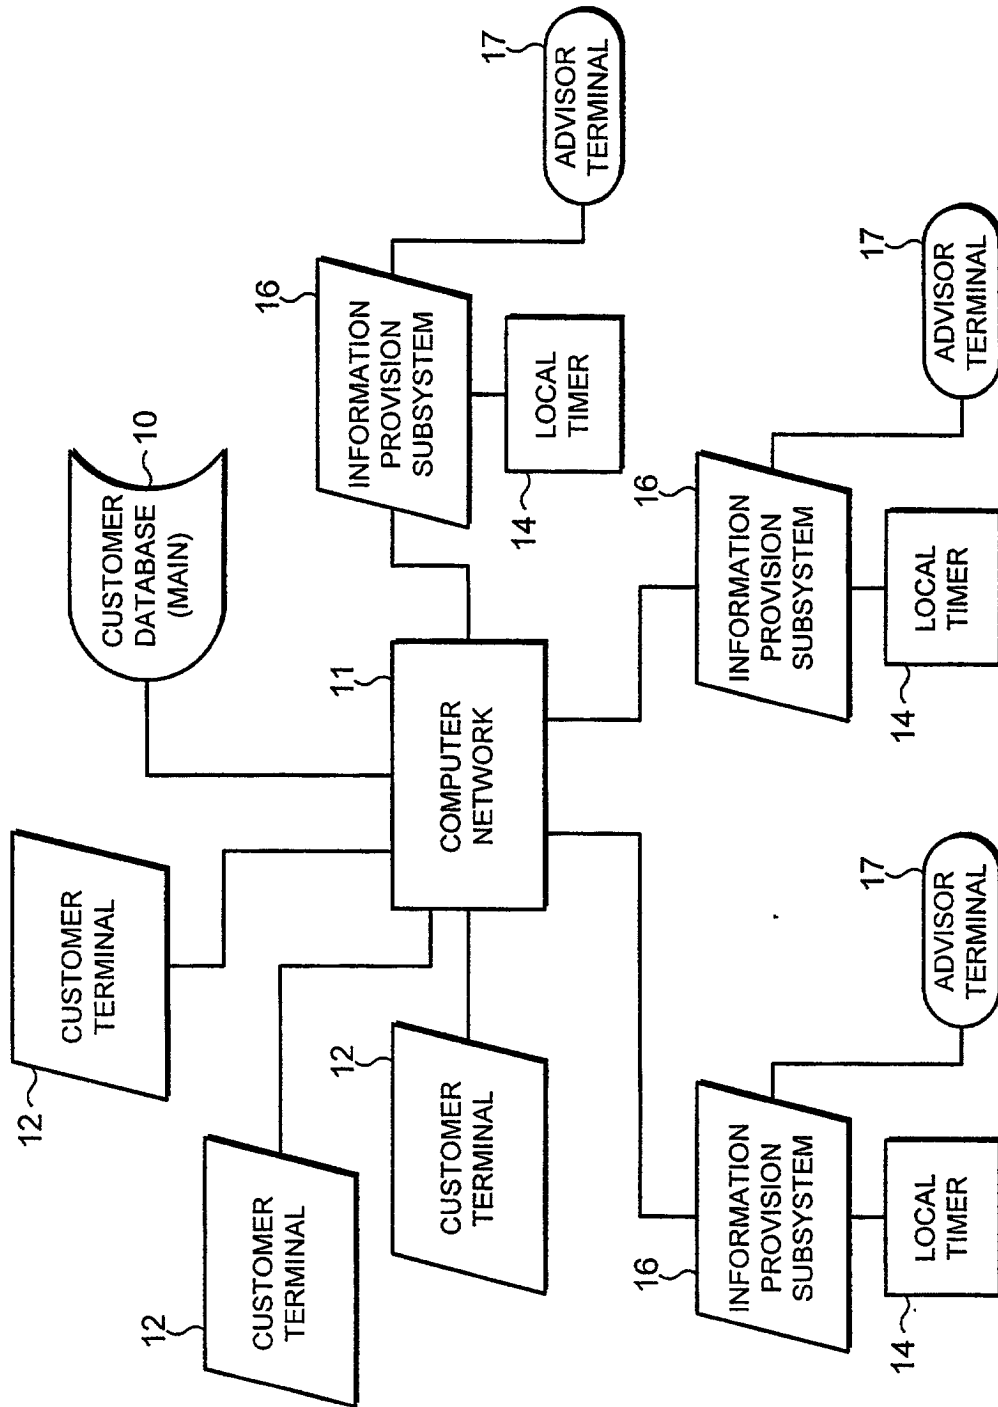 12
CUSTOMER
TERMINAL
12
CUSTOMER
TERMINAL
12
CUSTOMER
TERMINAL
CUSTOMER
DATABASE
(MAIN)
10
11
COMPUTER
NETWORK
16
INFORMATION
PROVISION
SUBSYSTEM
14
LOCAL
TIMER
17
ADVISOR
TERMINAL
16
INFORMATION
PROVISION
SUBSYSTEM
14
LOCAL
TIMER
17
ADVISOR
TERMINAL
16
INFORMATION
PROVISION
SUBSYSTEM
14
LOCAL
TIMER
17
ADVISOR
TERMINAL